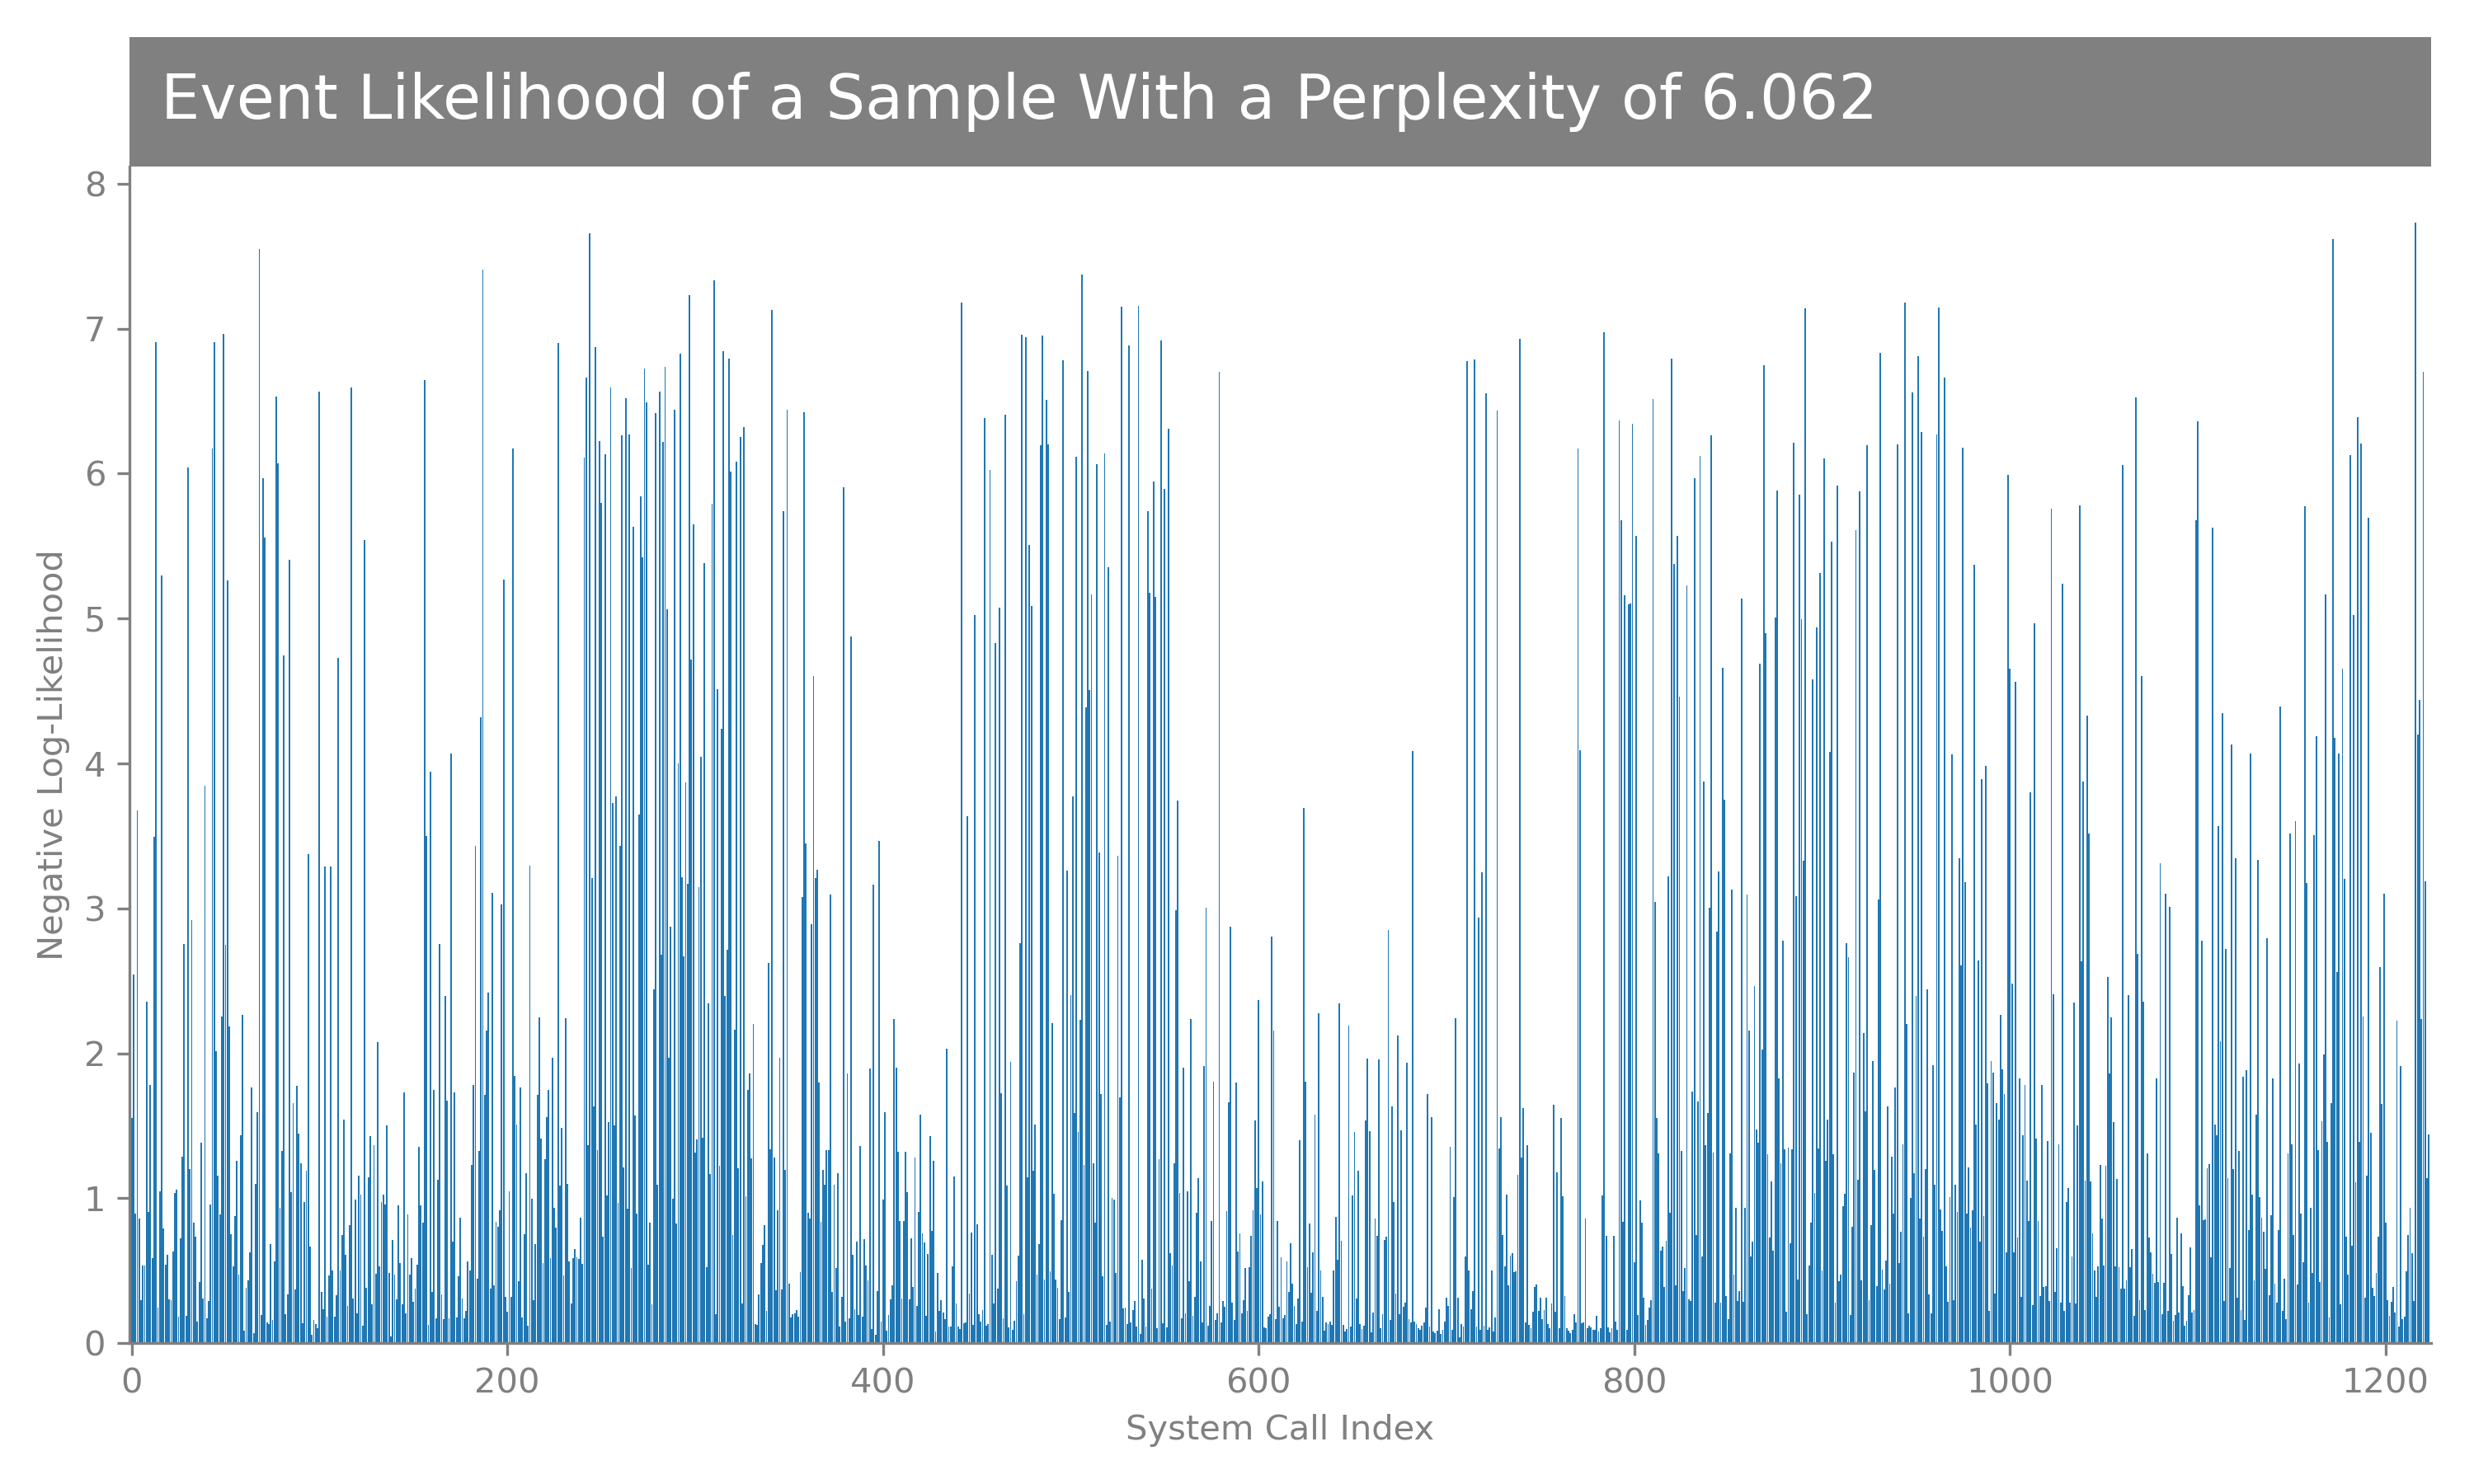 Event Likelihood of a Sample With a Perplexity of 6.062
8
7
6
5
4
3
2
1
0
Negative Log-Likelihood
0 200 400 600 800 1000 1200
System Call Index